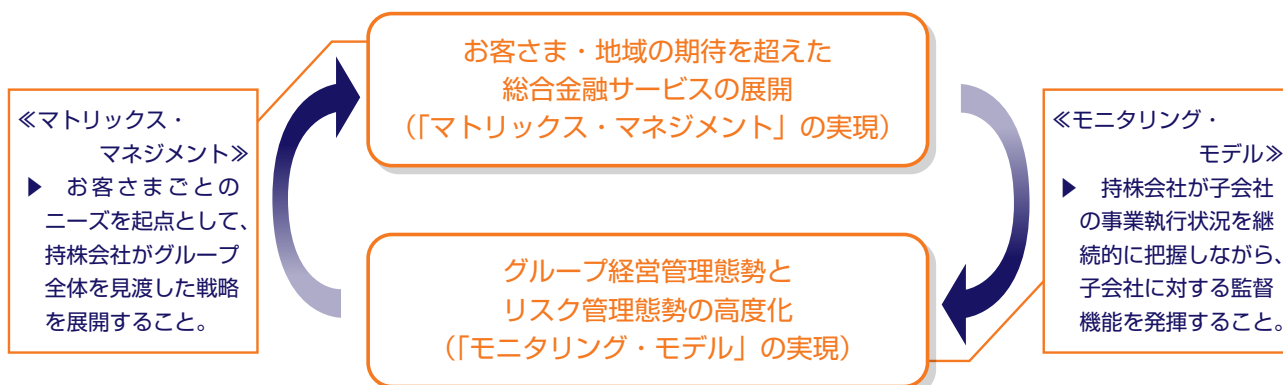 お客さま・地域の期待を超えた
総合金融サービスの展開
(「マトリックス・マネジメント」の実現)
≪マトリックス・
マネジメント≫
▶ お客さまごとの
ニーズを起点として、
持株会社がグループ
全体を見渡した戦略
を展開すること。
≪モニタリング・
モデル≫
▶ 持株会社が子会社
の事業執行状況を継
続的に把握しながら、
子会社に対する監督
機能を発揮すること。
グループ経営管理態勢と
リスク管理態勢の高度化
(「モニタリング・モデル」の実現)